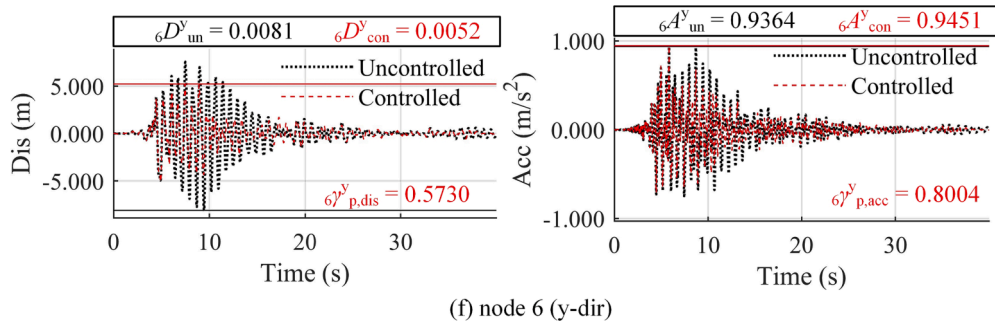 ₆Dʸun = 0.0081 ₆Dʸcon = 0.0052
5.000
0.000
-5.000
Dis (m)
Uncontrolled
Controlled
₆γʸp,dis = 0.5730
0 10 20 30
Time (s)
₆Aʸun = 0.9364 ₆Aʸcon = 0.9451
1.000
0.000
-1.000
Acc (m/s²)
Uncontrolled
Controlled
₆γʸp,acc = 0.8004
0 10 20 30
Time (s)
(f) node 6 (y-dir)